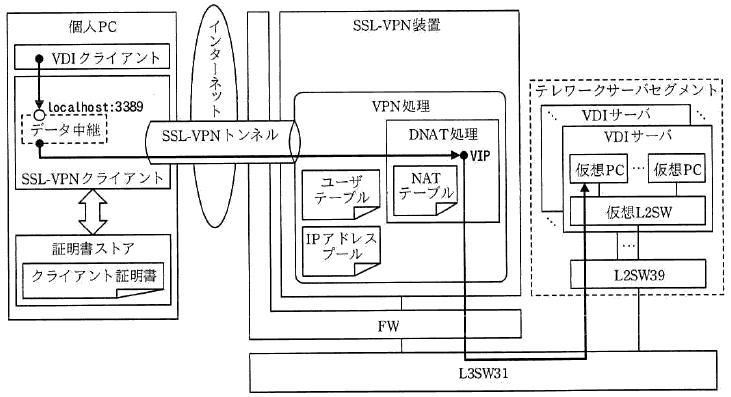 個人PC
VDIクライアント
localhost:3389
データ中継
SSL-VPNクライアント
証明書ストア
クライアント証明書
インターネット
SSL-VPNトンネル
SSL-VPN装置
VPN処理
DNAT処理
VIP
ユーザ
テーブル
NAT
テーブル
IPアドレス
プール
FW
L3SW31
テレワークサーバセグメント
VDIサーバ
VDIサーバ
仮想PC
…
仮想PC
仮想L2SW
…
L2SW39